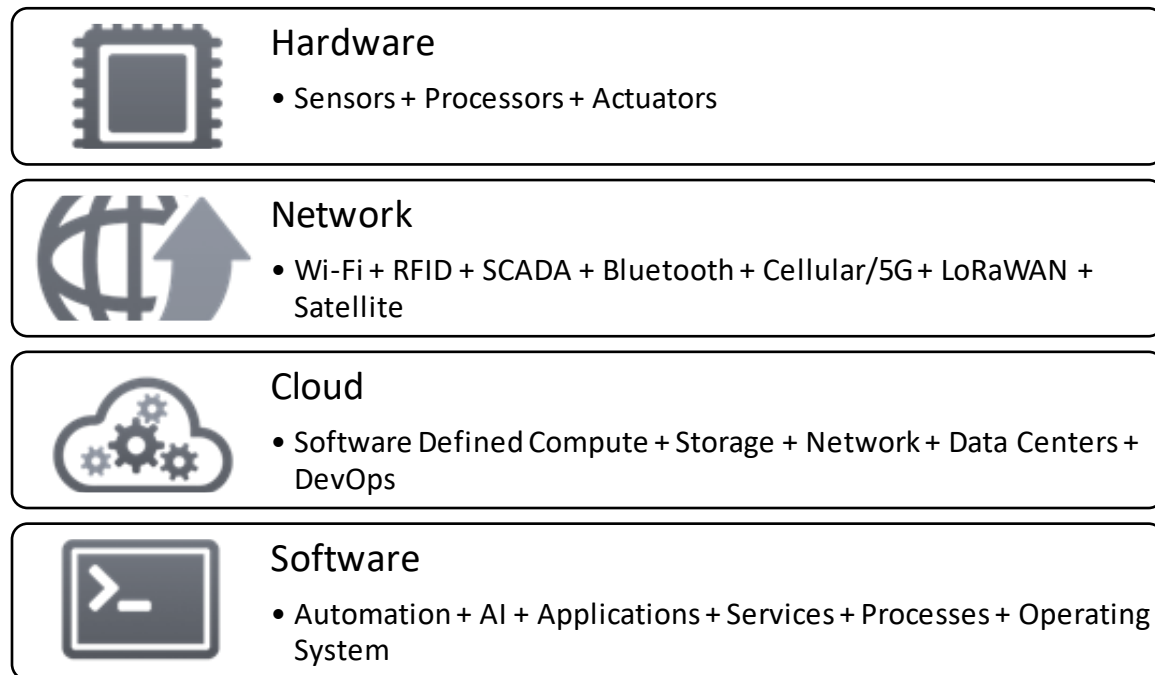 Hardware
• Sensors + Processors + Actuators
Network
• Wi-Fi + RFID + SCADA + Bluetooth + Cellular/5G + LoRaWAN +
Satellite
Cloud
• Software Defined Compute + Storage + Network + Data Centers +
DevOps
Software
• Automation + AI + Applications + Services + Processes + Operating
System